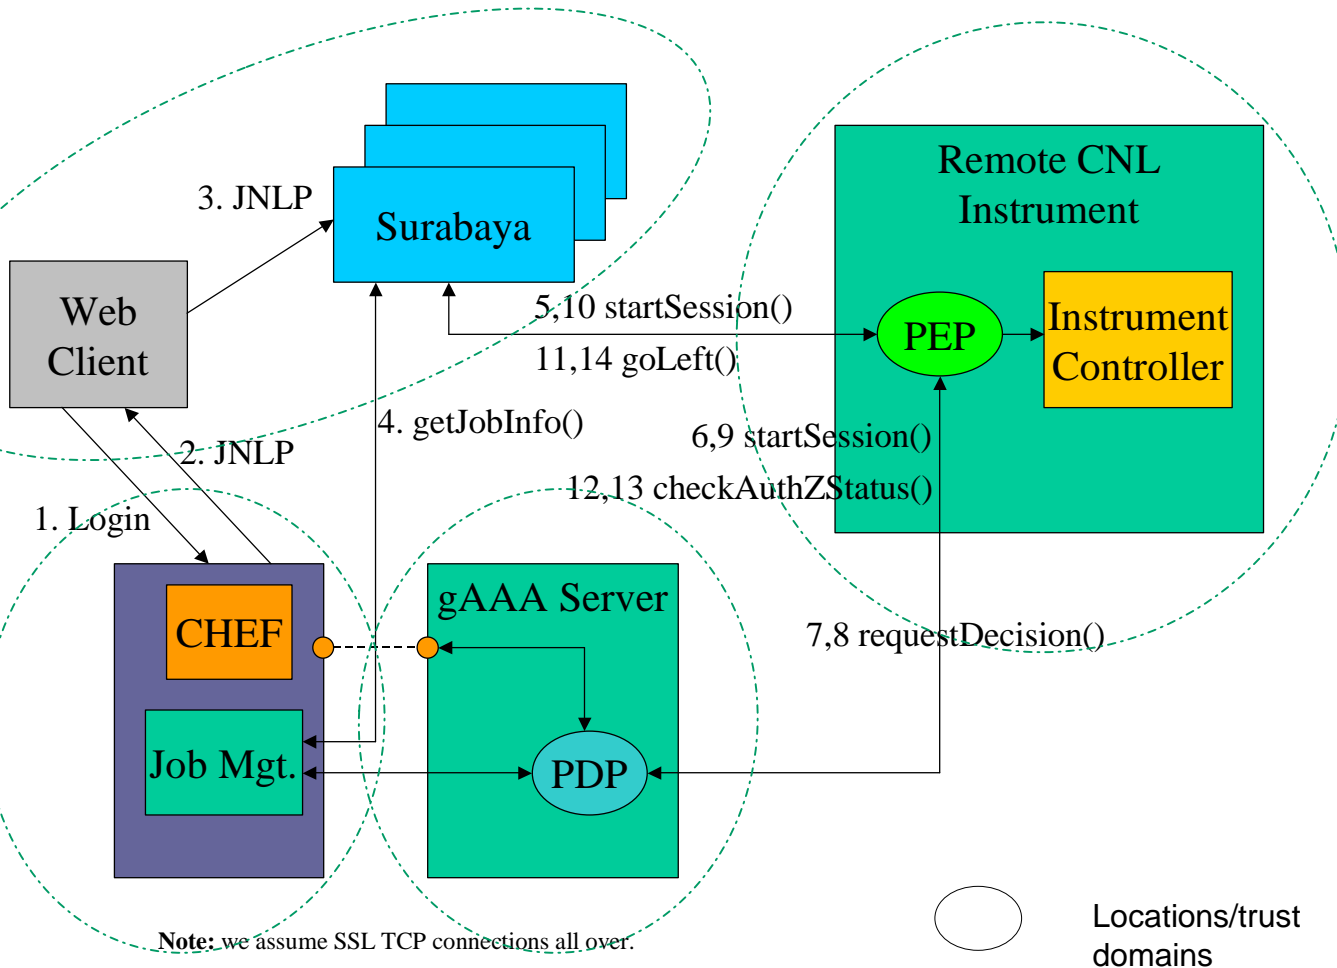 Remote CNL
Instrument
3. JNLP
Surabaya
Web
Client
5,10 startSession()
11,14 goLeft()
PEP
Instrument
Controller
4. getJobInfo()
6,9 startSession()
12,13 checkAuthZStatus()
2. JNLP
1. Login
CHEF
gAAA Server
7,8 requestDecision()
Job Mgt.
PDP
Note: we assume SSL TCP connections all over.
Locations/trust
domains